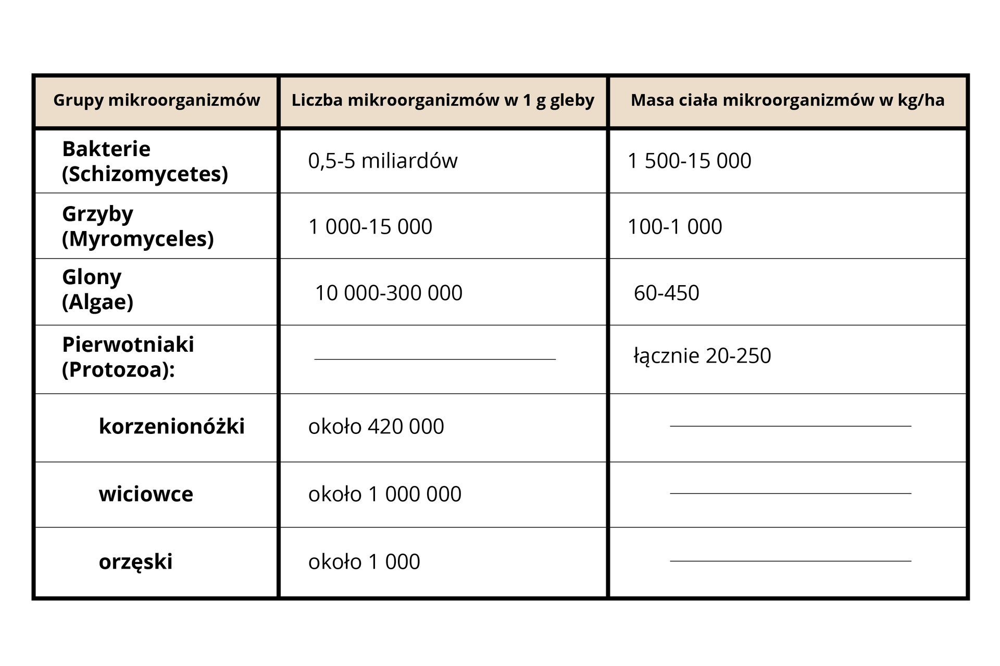 Grupy mikroorganizmów
Liczba mikroorganizmów w 1 g gleby
Masa ciała mikroorganizmów w kg/ha
Bakterie
(Schizomycetes)
0,5-5 miliardów
1 500-15 000
Grzyby
(Myromyceles)
1 000-15 000
100-1 000
Glony
(Algae)
10 000-300 000
60-450
Pierwotniaki
(Protozoa):
łącznie 20-250
korzenionóżki
około 420 000
wiciowce
około 1 000 000
orzęski
około 1 000